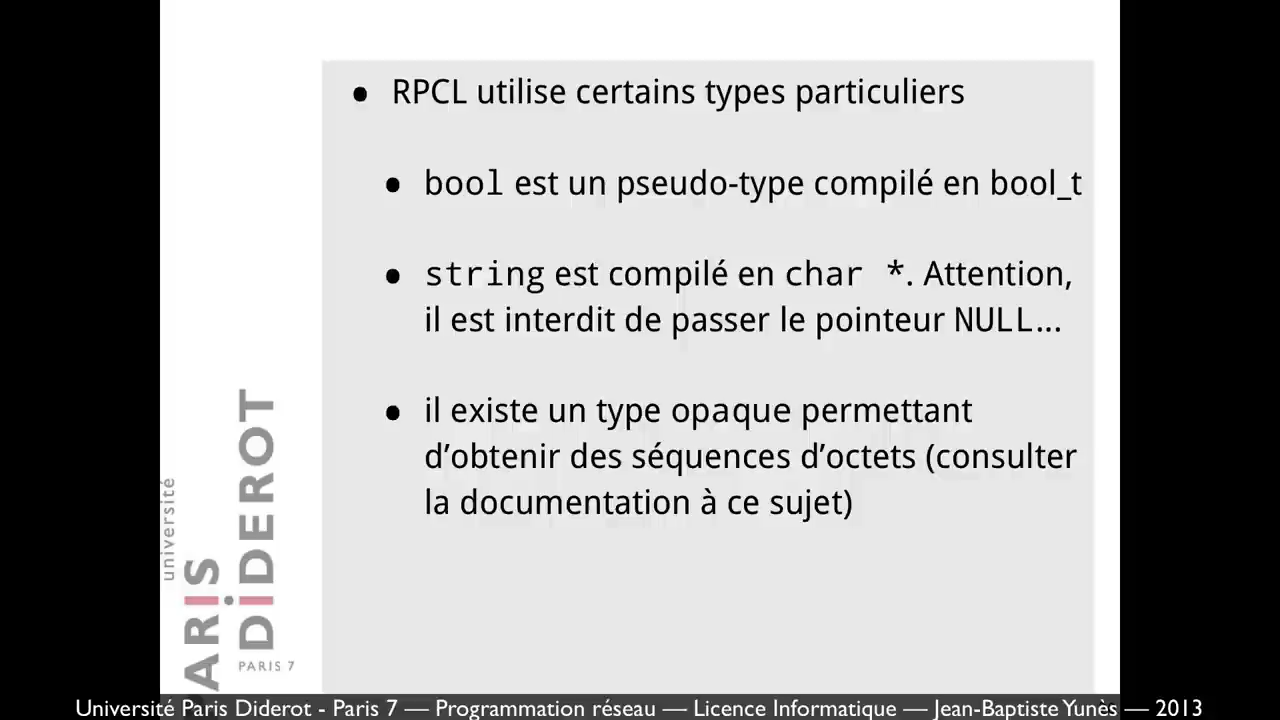 • RPCL utilise certains types particuliers
• bool est un pseudo-type compilé en bool_t
• string est compilé en char *. Attention,
il est interdit de passer le pointeur NULL...
• il existe un type opaque permettant
d’obtenir des séquences d’octets (consulter
la documentation à ce sujet)
université
PARIS
DiDEROT
PARIS 7
Université Paris Diderot - Paris 7 — Programmation réseau — Licence Informatique — Jean-Baptiste Yunès — 2013